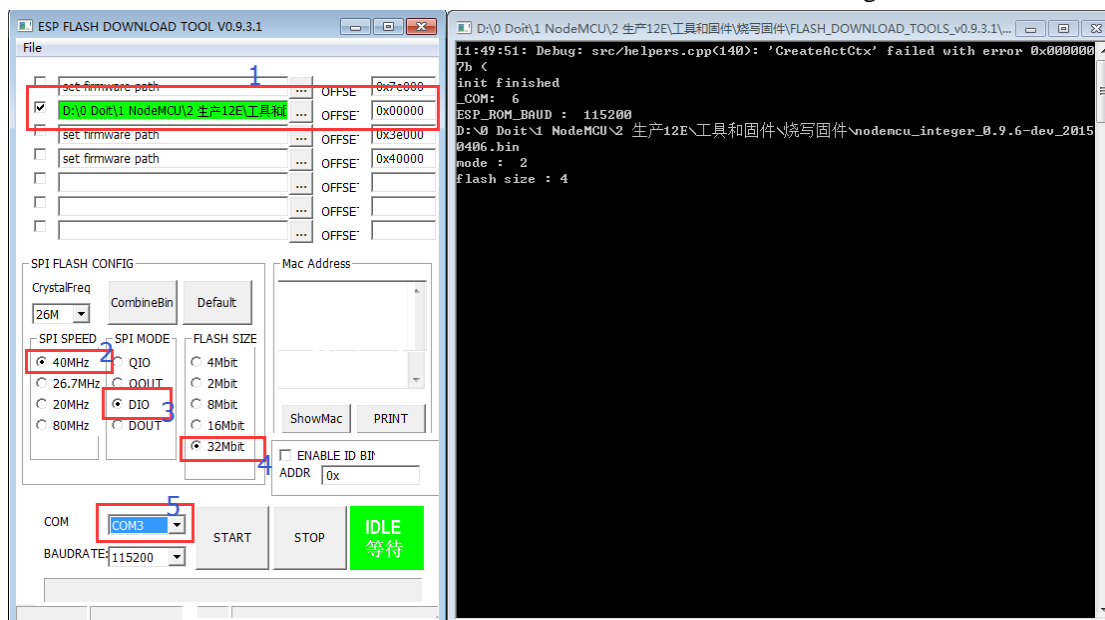 ESP FLASH DOWNLOAD TOOL V0.9.3.1
File
1
set firmware path ... OFFSET 0x7c000
D:\0 Doit\1 NodeMCU\2 生产12E\工具和固 ... OFFSET 0x00000
set firmware path ... OFFSET 0x3e000
set firmware path ... OFFSET 0x40000
... OFFSET
... OFFSET
... OFFSET
SPI FLASH CONFIG
CrystalFreq
26M
CombineBin
Default
SPI SPEED
2
40MHz
26.7MHz
20MHz
80MHz
SPI MODE
QIO
QOUT
DIO
3
DOUT
FLASH SIZE
4Mbit
2Mbit
8Mbit
16Mbit
32Mbit
4
Mac Address
ShowMac
PRINT
ENABLE ID BIN
ADDR 0x
5
COM COM3
BAUDRATE: 115200
START
STOP
IDLE
等待
D:\0 Doit\1 NodeMCU\2 生产12E\工具和固件\烧写固件\FLASH_DOWNLOAD_TOOLS_v0.9.3.1\...
11:49:51: Debug: src/helpers.cpp(140): 'CreateActCtx' failed with error 0x000000
7b <
init finished
_COM: 6
ESP_ROM_BAUD : 115200
D:\0 Doit\1 NodeMCU\2 生产12E\工具和固件\烧写固件\nodemcu_integer_0.9.6-dev_2015
0406.bin
mode : 2
flash size : 4